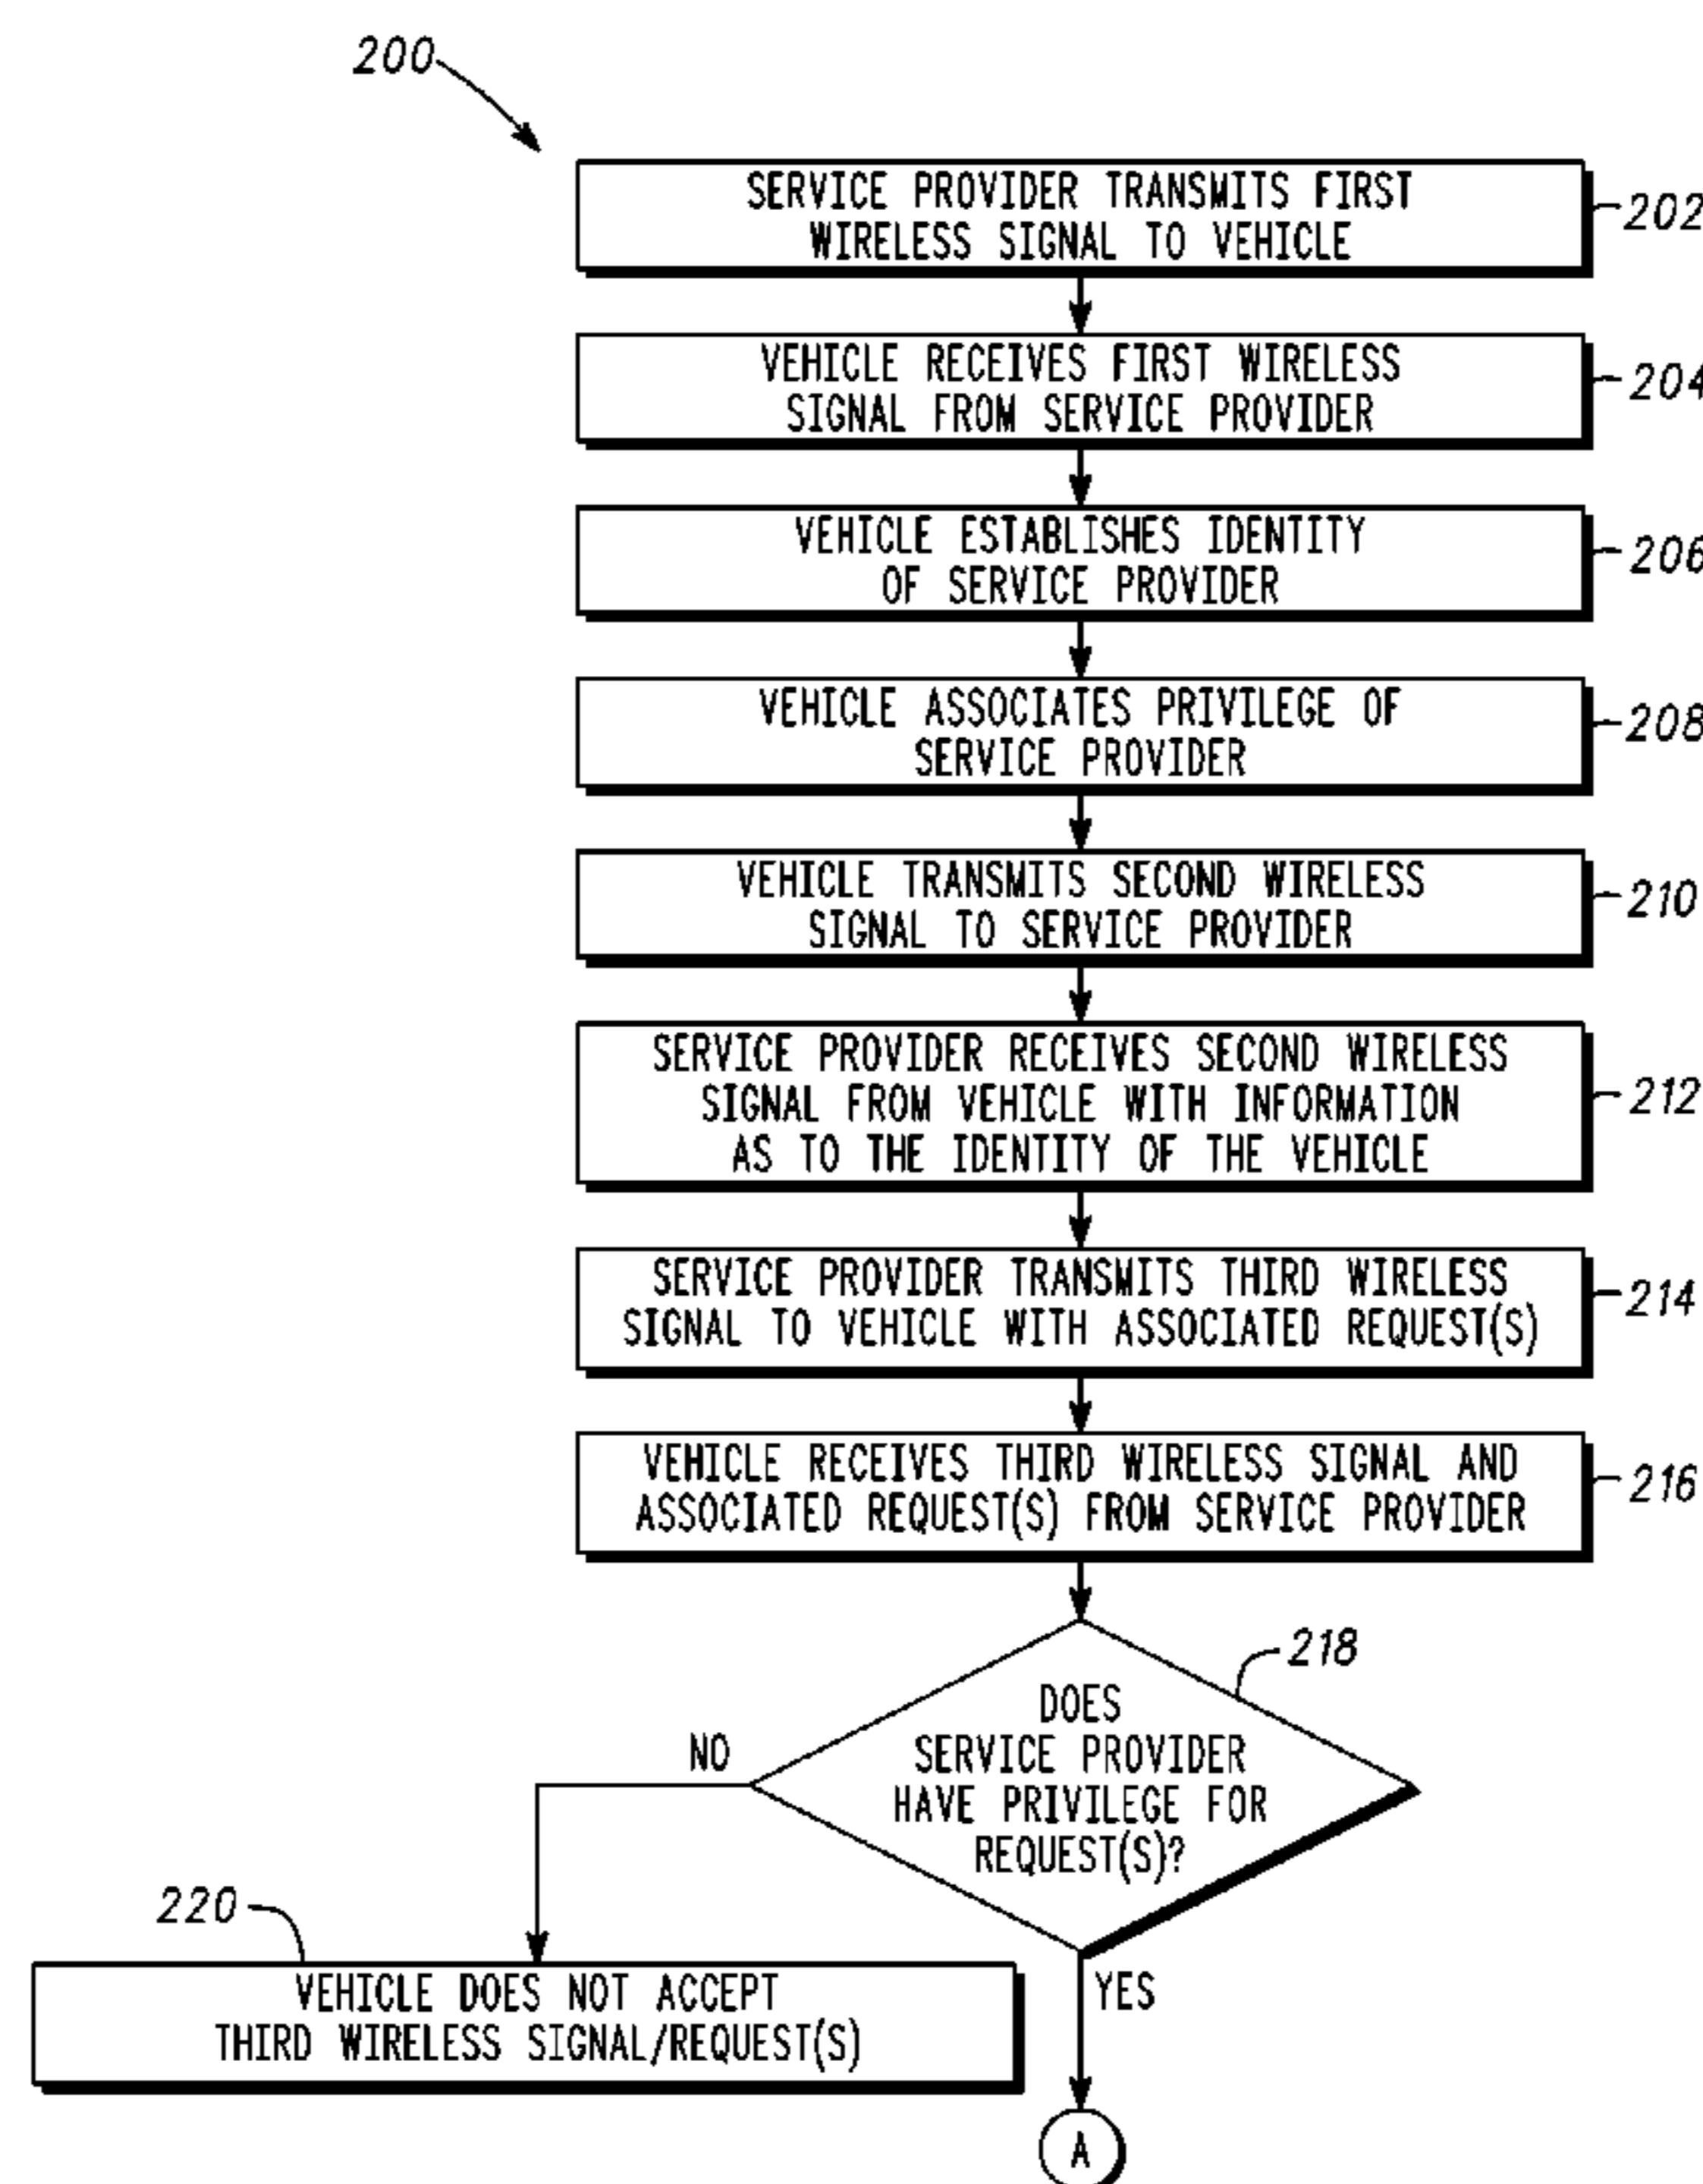 200
SERVICE PROVIDER TRANSMITS FIRST
WIRELESS SIGNAL TO VEHICLE
202
VEHICLE RECEIVES FIRST WIRELESS
SIGNAL FROM SERVICE PROVIDER
204
VEHICLE ESTABLISHES IDENTITY
OF SERVICE PROVIDER
206
VEHICLE ASSOCIATES PRIVILEGE OF
SERVICE PROVIDER
208
VEHICLE TRANSMITS SECOND WIRELESS
SIGNAL TO SERVICE PROVIDER
210
SERVICE PROVIDER RECEIVES SECOND WIRELESS
SIGNAL FROM VEHICLE WITH INFORMATION
AS TO THE IDENTITY OF THE VEHICLE
212
SERVICE PROVIDER TRANSMITS THIRD WIRELESS
SIGNAL TO VEHICLE WITH ASSOCIATED REQUEST(S)
214
VEHICLE RECEIVES THIRD WIRELESS SIGNAL AND
ASSOCIATED REQUEST(S) FROM SERVICE PROVIDER
216
218
DOES
SERVICE PROVIDER
HAVE PRIVILEGE FOR
REQUEST(S)?
NO
220
VEHICLE DOES NOT ACCEPT
THIRD WIRELESS SIGNAL/REQUEST(S)
YES
A